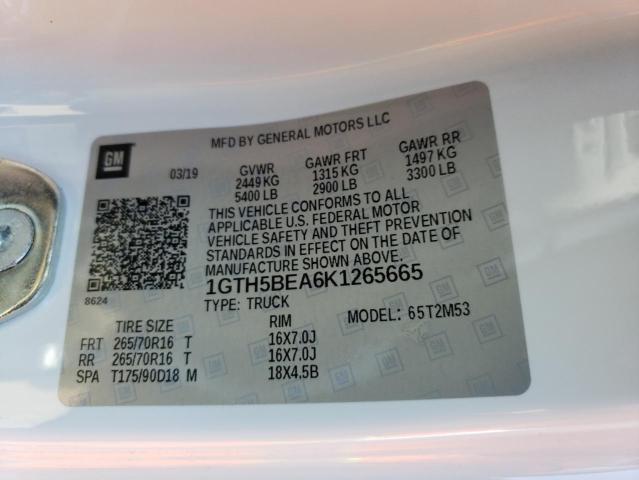 MFD BY GENERAL MOTORS LLC
GM
03/19 GVWR GAWR FRT GAWR RR
2449 KG 1315 KG 1497 KG
5400 LB 2900 LB 3300 LB
THIS VEHICLE CONFORMS TO ALL
APPLICABLE U.S. FEDERAL MOTOR
VEHICLE SAFETY AND THEFT PREVENTION
STANDARDS IN EFFECT ON THE DATE OF
MANUFACTURE SHOWN ABOVE.
1GTH5BEA6K1265665
8624
TYPE: TRUCK MODEL: 65T2M53
TIRE SIZE RIM
FRT 265/70R16 T 16X7.0J
RR 265/70R16 T 16X7.0J
SPA T175/90D18 M 18X4.5B